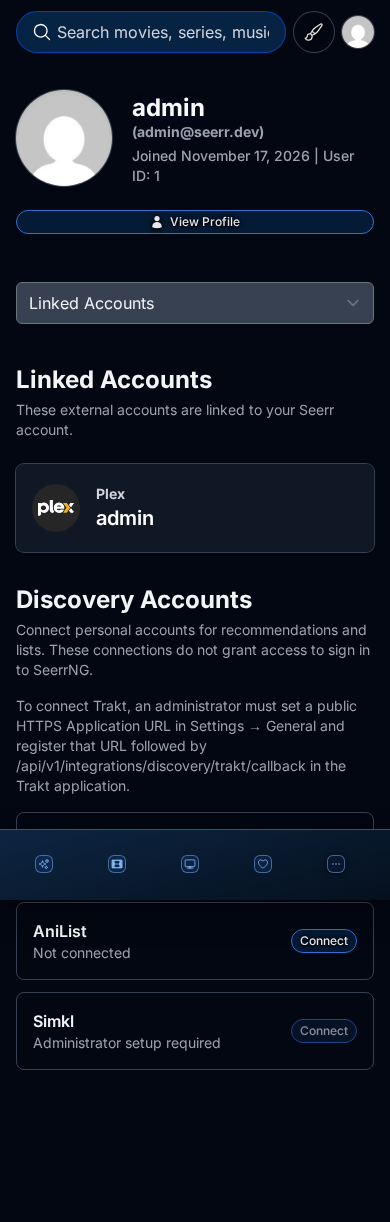 Search movies, series, music
admin
(admin@seerr.dev)
Joined November 17, 2026 | User
ID: 1
View Profile
Linked Accounts
Linked Accounts
These external accounts are linked to your Seerr
account.
plex
Plex
admin
Discovery Accounts
Connect personal accounts for recommendations and
lists. These connections do not grant access to sign in
to SeerrNG.
To connect Trakt, an administrator must set a public
HTTPS Application URL in Settings → General and
register that URL followed by
/api/v1/integrations/discovery/trakt/callback in the
Trakt application.
AniList
Not connected
Connect
Simkl
Administrator setup required
Connect